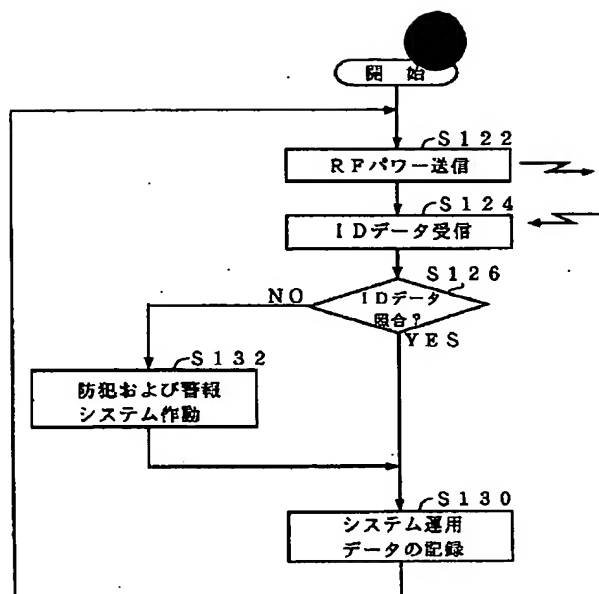 開 始
S122
RFパワー送信
S124
IDデータ受信
S126
IDデータ
照合?
NO
YES
S132
防犯および警報
システム作動
S130
システム運用
データの記録